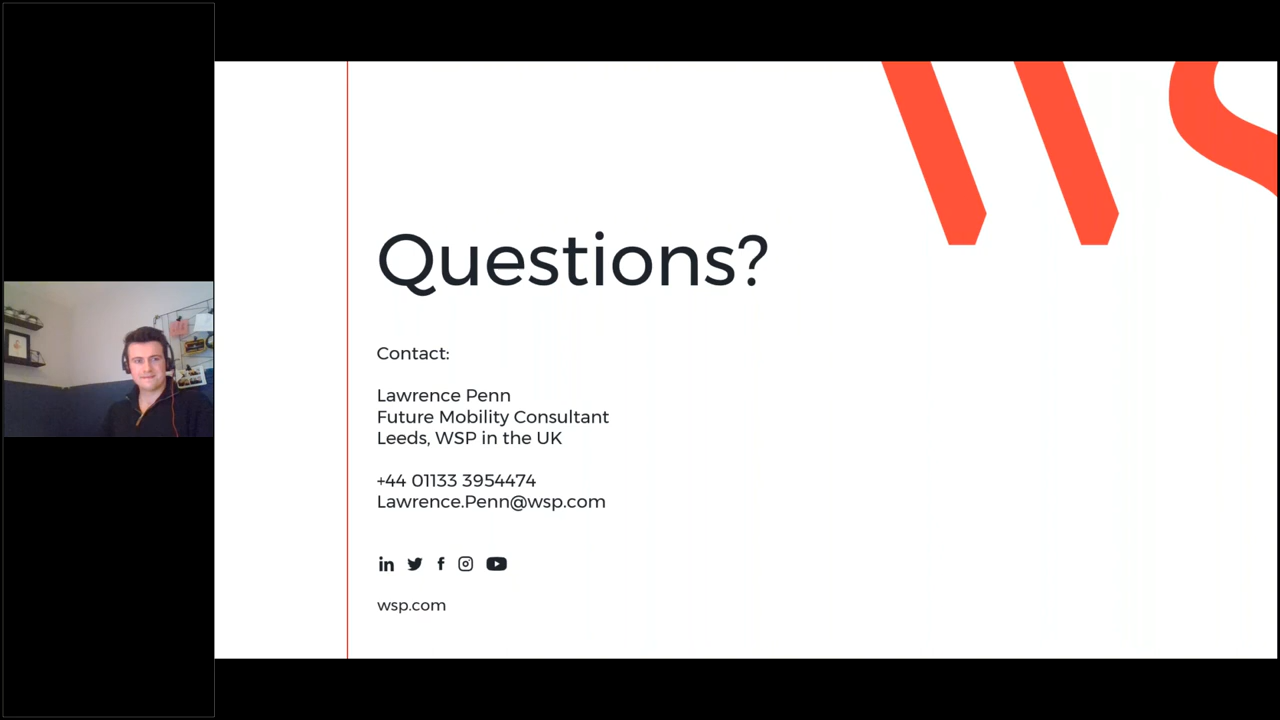 WS
Questions?
Contact:
Lawrence Penn
Future Mobility Consultant
Leeds, WSP in the UK
+44 01133 3954474
Lawrence.Penn@wsp.com
wsp.com